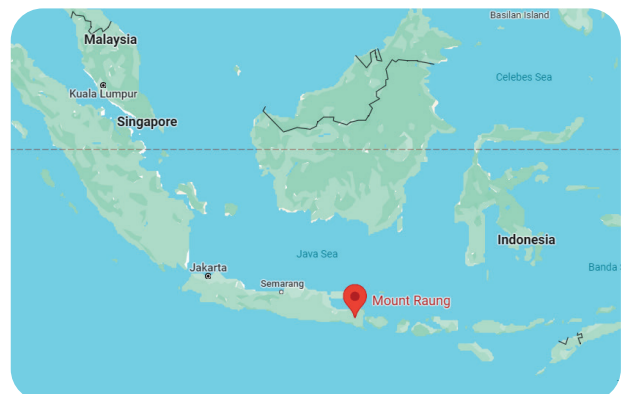 Basilan Island
Malaysia
Celebes Sea
Kuala Lumpur
Singapore
Indonesia
Java Sea
Jakarta
Banda
Semarang
Mount Raung